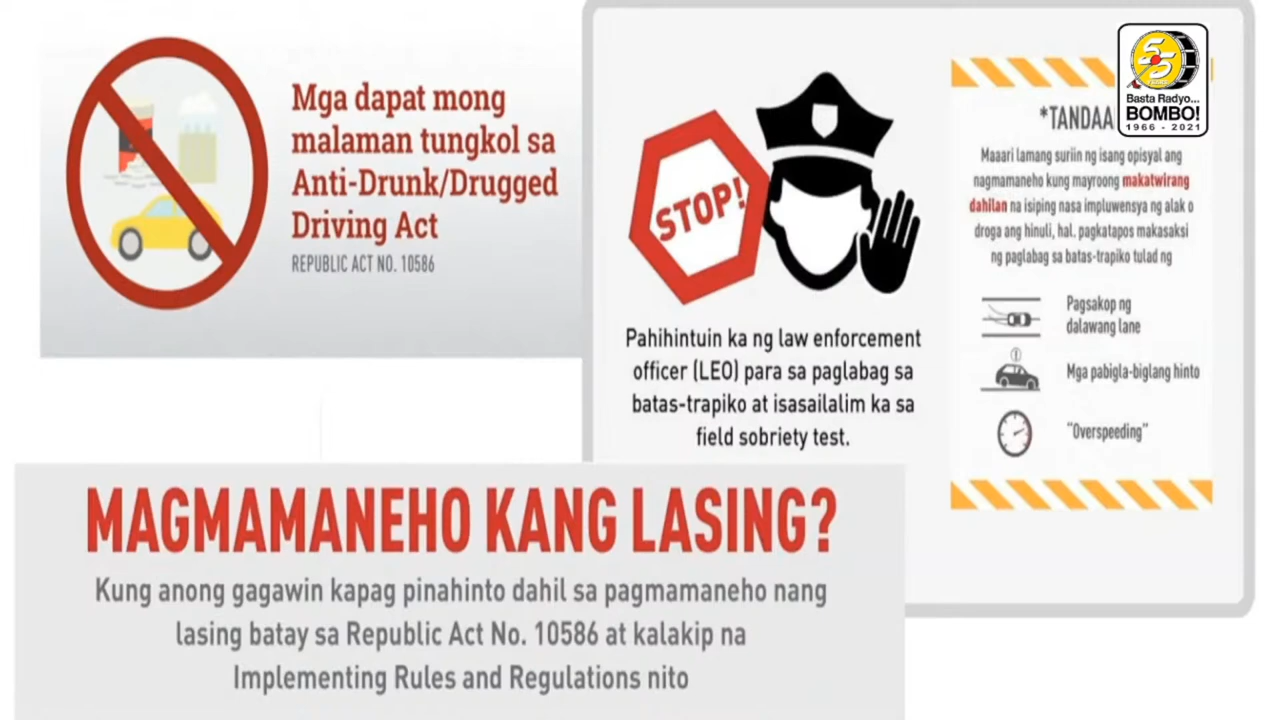 Mga dapat mong
malaman tungkol sa
Anti-Drunk/Drugged
Driving Act
REPUBLIC ACT NO. 10586
STOP!
Pahihintuin ka ng law enforcement
officer (LEO) para sa paglabag sa
batas-trapiko at isasailalim ka sa
field sobriety test.
55
Basta Radyo...
BOMBO!
1966 - 2021
*TANDAA
Maaari lamang suriin ng isang opisyal ang
nagmamaneho kung mayroong makatwirang
dahilan na isiping nasa impluwensya ng alak o
droga ang hinuli, hal. pagkatapos makasaksi
ng paglabag sa batas-trapiko tulad ng
Pagsakop ng
dalawang lane
Mga pabigla-biglang hinto
"Overspeeding"
MAGMAMANEHO KANG LASING?
Kung anong gagawin kapag pinahinto dahil sa pagmamaneho nang
lasing batay sa Republic Act No. 10586 at kalakip na
Implementing Rules and Regulations nito